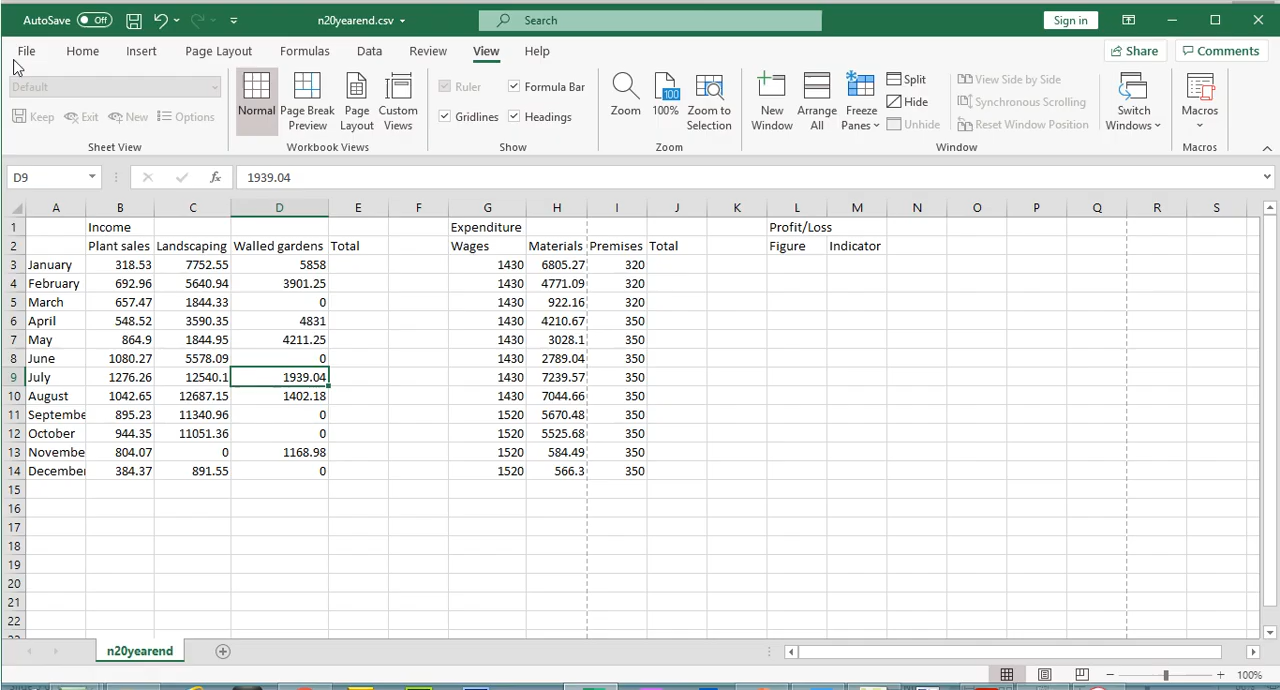 AutoSave Off n20yearend.csv Search Sign in
File Home Insert Page Layout Formulas Data Review View Help Share Comments
Default
Keep Exit New Options
Sheet View
Normal Page Break Preview Page Layout Custom Views
Workbook Views
Ruler Formula Bar
Gridlines Headings
Show
Zoom 100 100% Zoom to Selection
Zoom
New Window Arrange All Freeze Panes
Split
Hide
Unhide
View Side by Side
Synchronous Scrolling
Reset Window Position
Switch Windows
Window
Macros
Macros
D9 fx 1939.04
A B C D E F G H I J K L M N O P Q R S
1 Income Expenditure Profit/Loss
2 Plant sales Landscaping Walled gardens Total Wages Materials Premises Total Figure Indicator
3 January 318.53 7752.55 5858 1430 6805.27 320
4 February 692.96 5640.94 3901.25 1430 4771.09 320
5 March 657.47 1844.33 0 1430 922.16 320
6 April 548.52 3590.35 4831 1430 4210.67 350
7 May 864.9 1844.95 4211.25 1430 3028.1 350
8 June 1080.27 5578.09 0 1430 2789.04 350
9 July 1276.26 12540.1 1939.04 1430 7239.57 350
10 August 1042.65 12687.15 1402.18 1430 7044.66 350
11 Septembe 895.23 11340.96 0 1520 5670.48 350
12 October 944.35 11051.36 0 1520 5525.68 350
13 Novembe 804.07 0 1168.98 1520 584.49 350
14 December 384.37 891.55 0 1520 566.3 350
15
16
17
18
19
20
21
22
n20yearend
100%